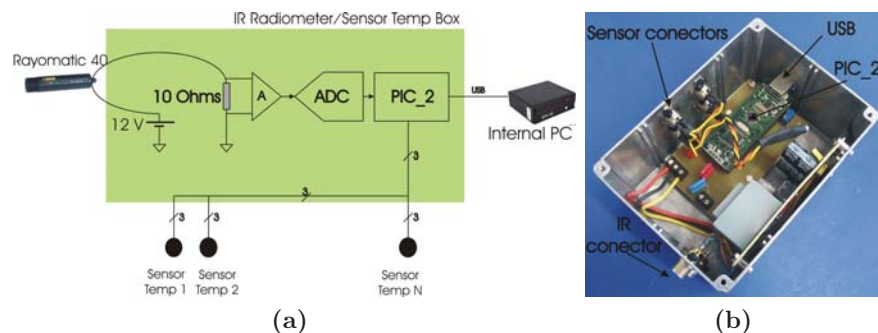 IR Radiometer/Sensor Temp Box
Rayomatic 40
10 Ohms
A
ADC
PIC_2
USB
12 V
Internal PC
3
3
3
3
3
Sensor
Temp 1
Sensor
Temp 2
Sensor
Temp N
(a)
Sensor conectors
USB
PIC_2
IR
conector
(b)